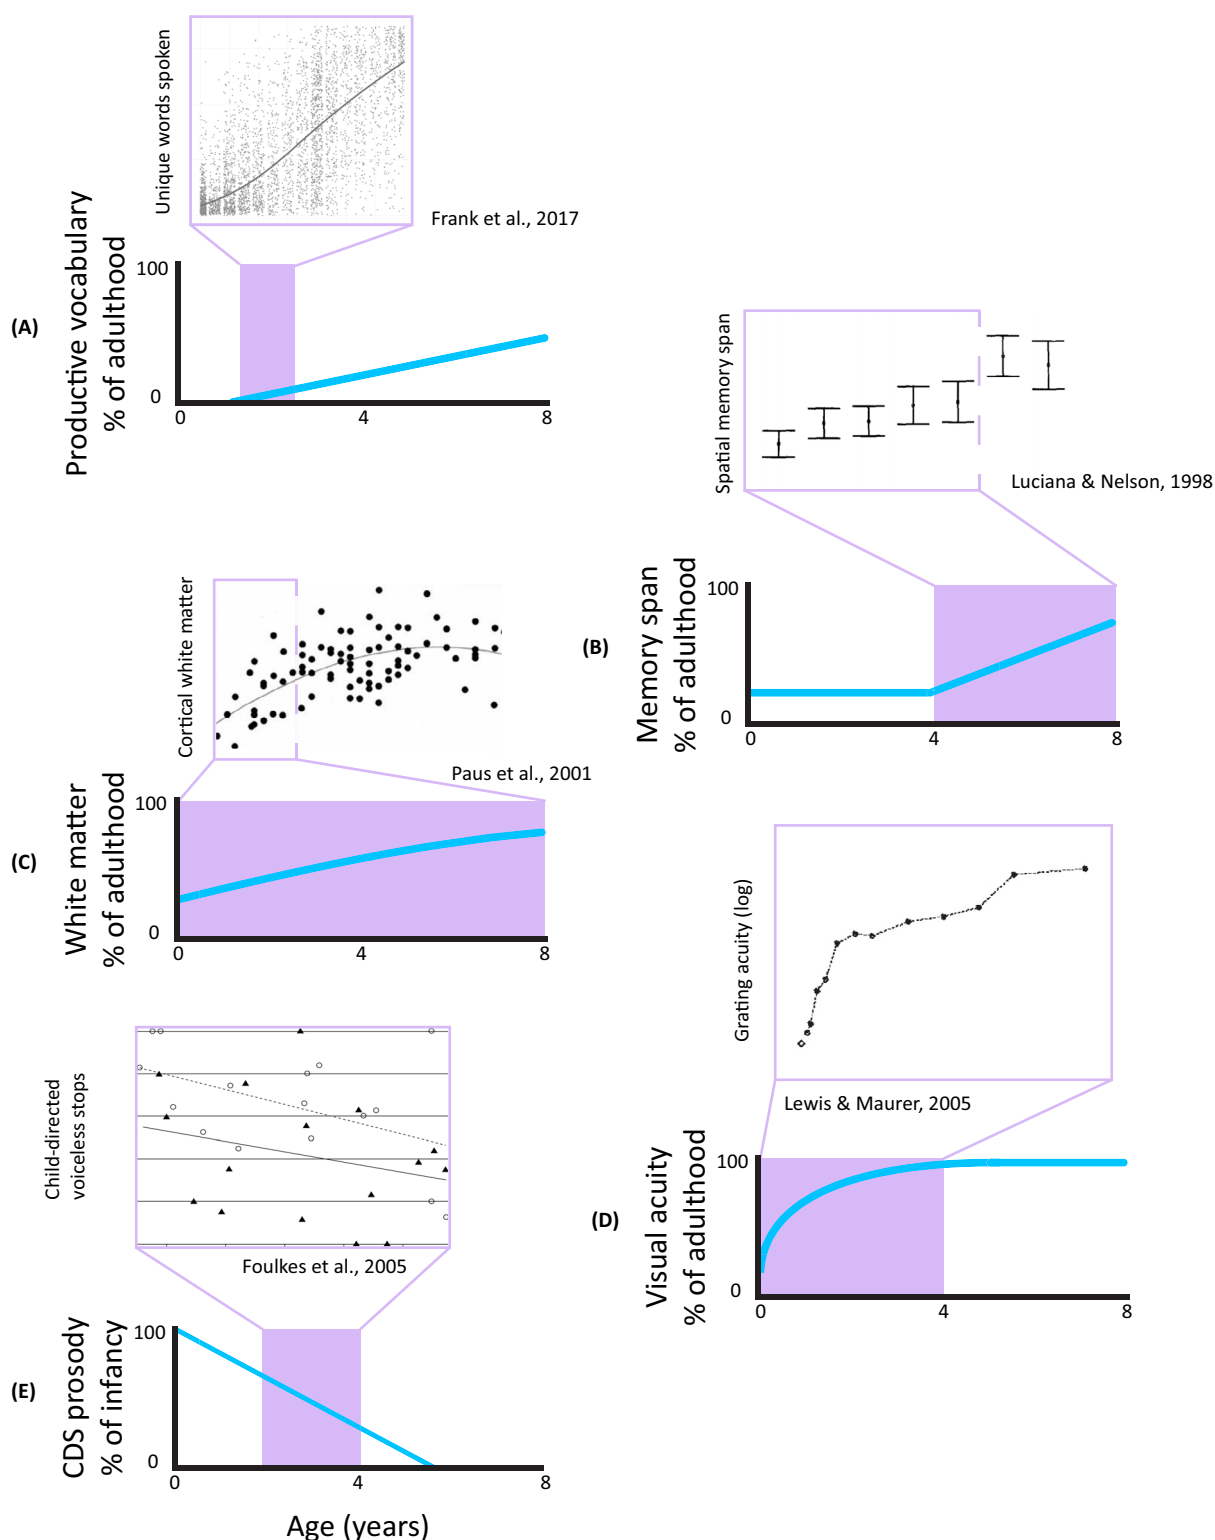 Unique words spoken
Frank et al., 2017
(A)
Productive vocabulary
% of adulthood
100
0
0
4
8
Spatial memory span
Luciana & Nelson, 1998
(B)
Memory span
% of adulthood
100
0
0
4
8
Cortical white matter
Paus et al., 2001
(C)
White matter
% of adulthood
100
0
0
4
8
Grating acuity (log)
Lewis & Maurer, 2005
(D)
Visual acuity
% of adulthood
100
0
0
4
8
Child-directed
voiceless stops
Foulkes et al., 2005
(E)
CDS prosody
% of infancy
100
0
0
4
8
Age (years)